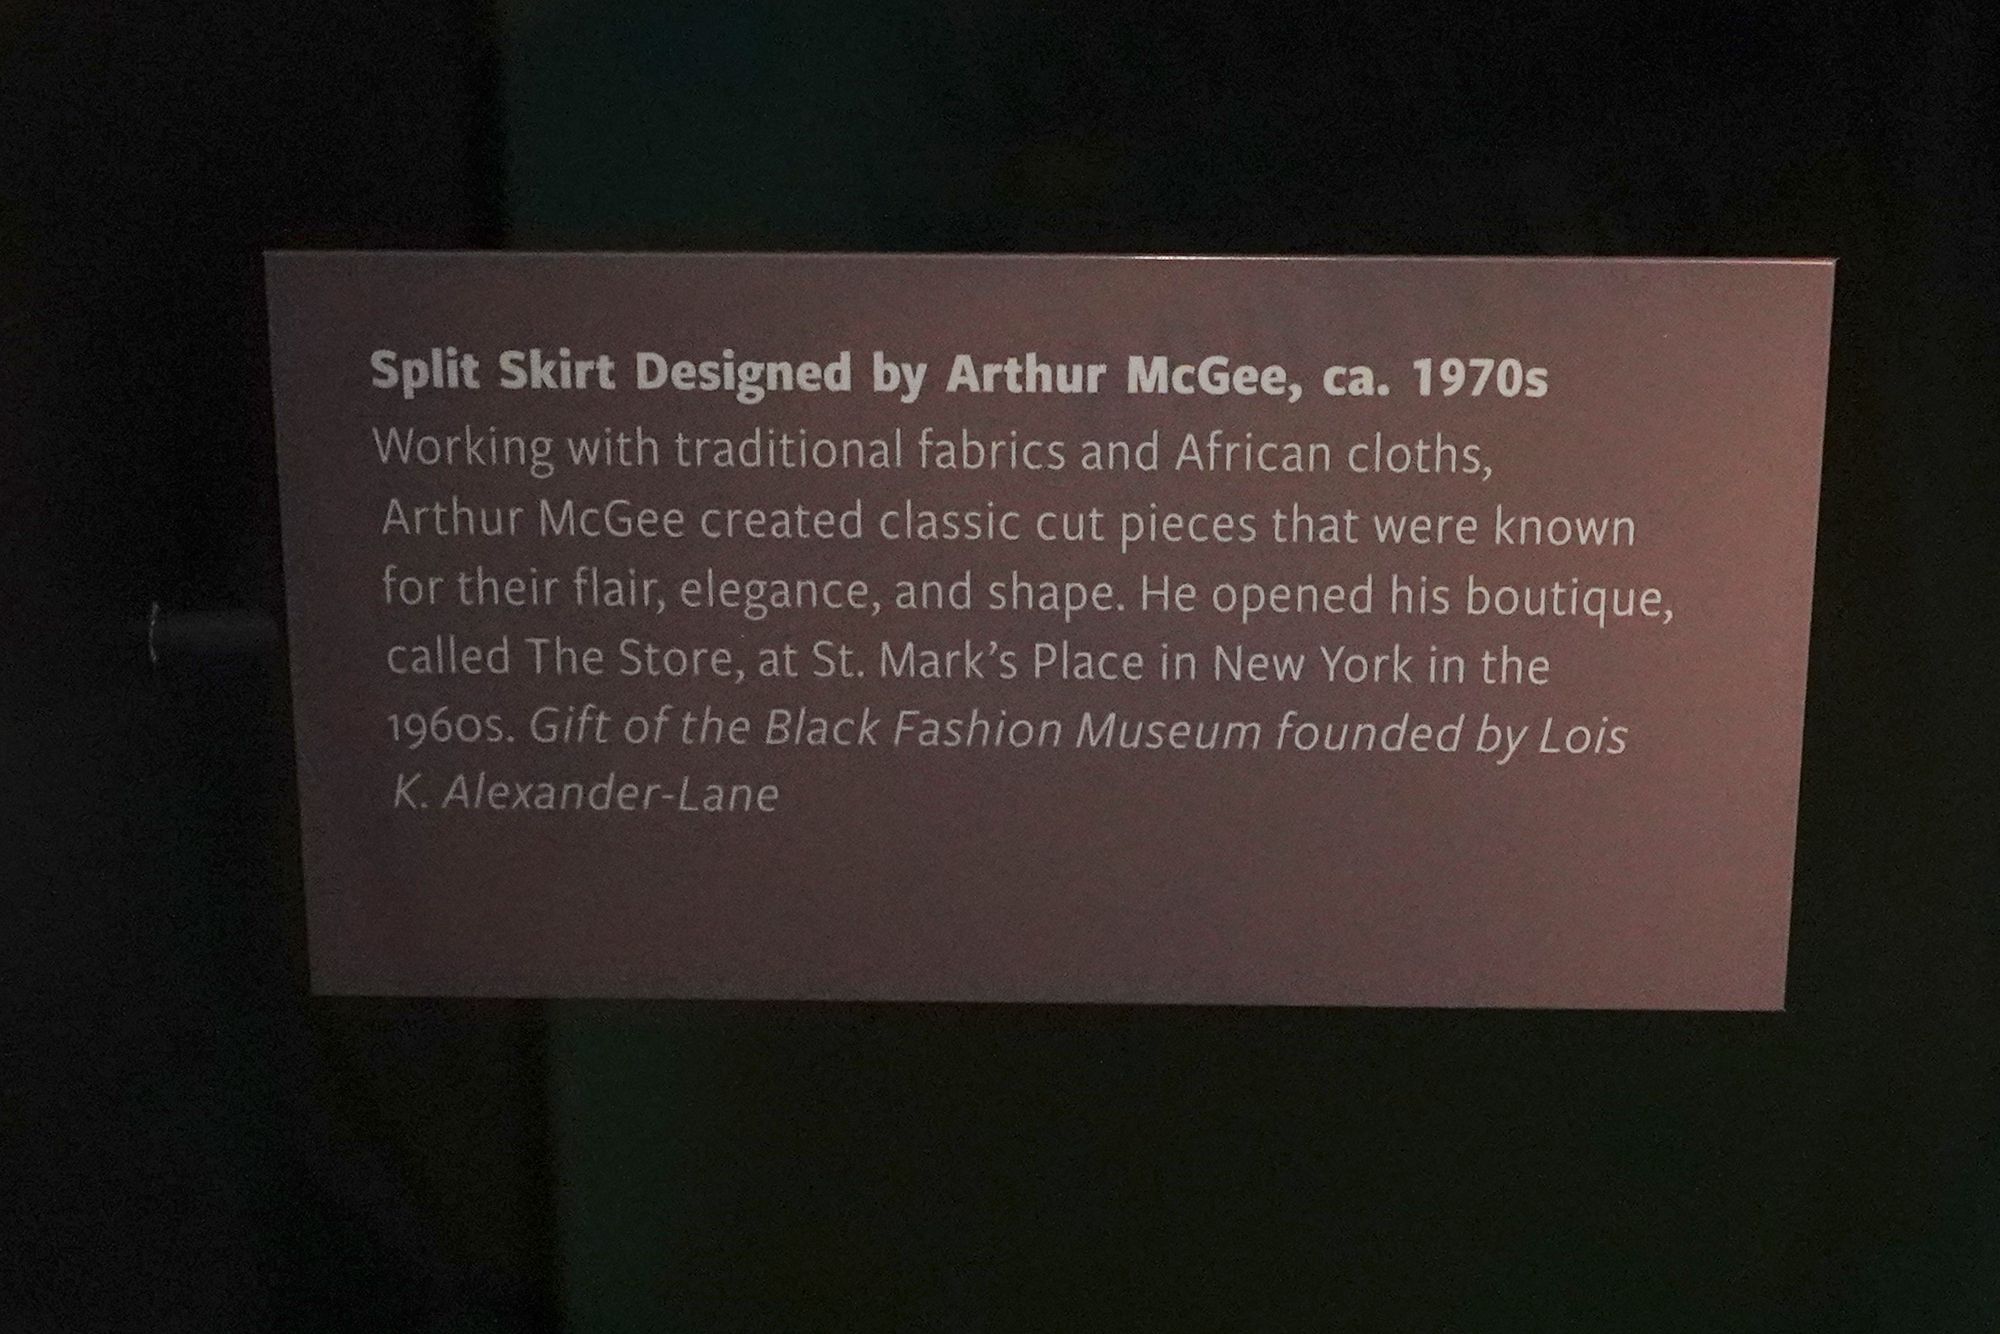 Split Skirt Designed by Arthur McGee, ca. 1970s
Working with traditional fabrics and African cloths,
Arthur McGee created classic cut pieces that were known
for their flair, elegance, and shape. He opened his boutique,
called The Store, at St. Mark’s Place in New York in the
1960s. Gift of the Black Fashion Museum founded by Lois
K. Alexander-Lane